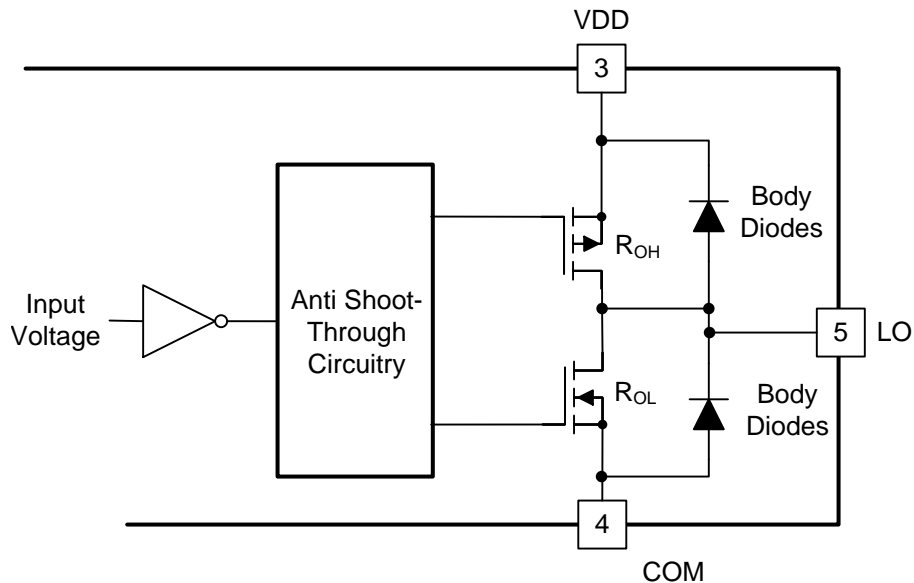 VDD
3
Body
Diodes
ROH
Input
Voltage
Anti Shoot-
Through
Circuitry
5
LO
ROL
Body
Diodes
4
COM